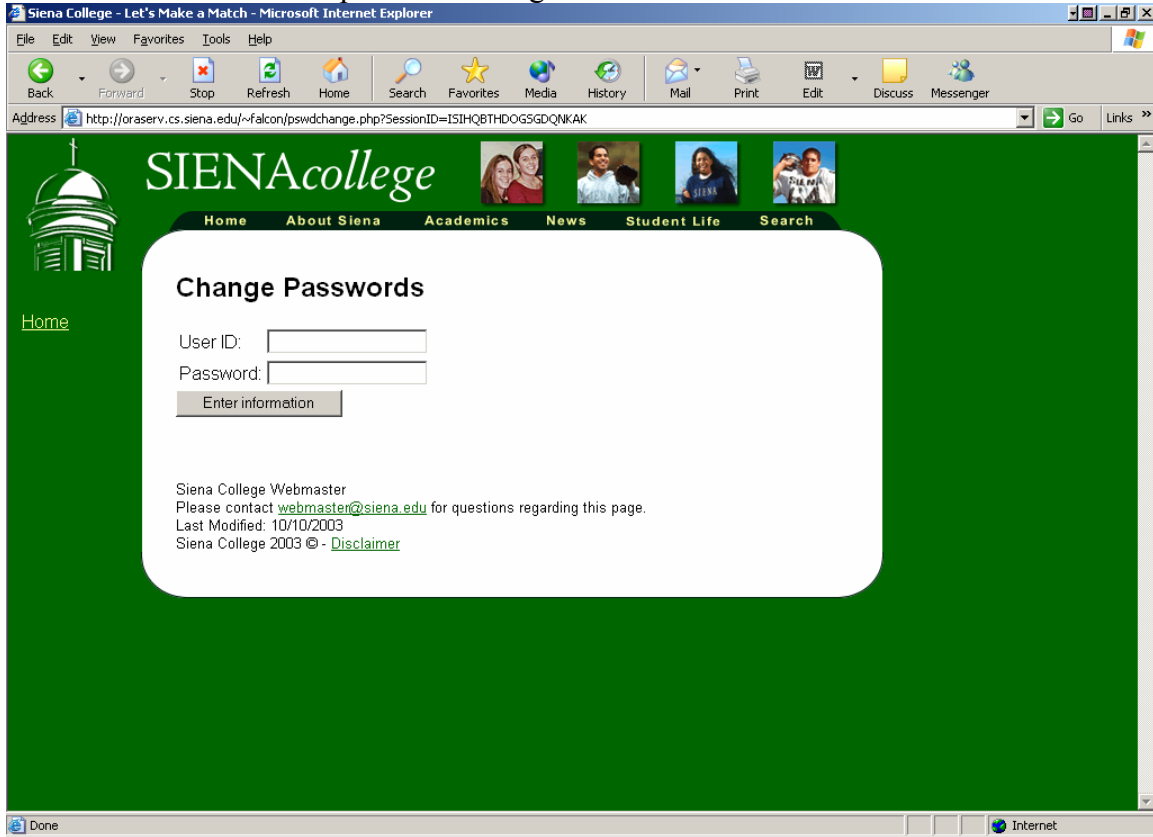 Siena College - Let's Make a Match - Microsoft Internet Explorer
File Edit View Favorites Tools Help
Back Forward Stop Refresh Home Search Favorites Media History Mail Print Edit Discuss Messenger
Address http://oraserv.cs.siena.edu/~falcon/pswdchange.php?SessionID=ISIHQBTHDOGSGDQNKAK Go Links »
SIENAcollege
Home About Siena Academics News Student Life Search
Change Passwords
Home
User ID:
Password:
Enter information
Siena College Webmaster
Please contact webmaster@siena.edu for questions regarding this page.
Last Modified: 10/10/2003
Siena College 2003 © - Disclaimer
Done Internet